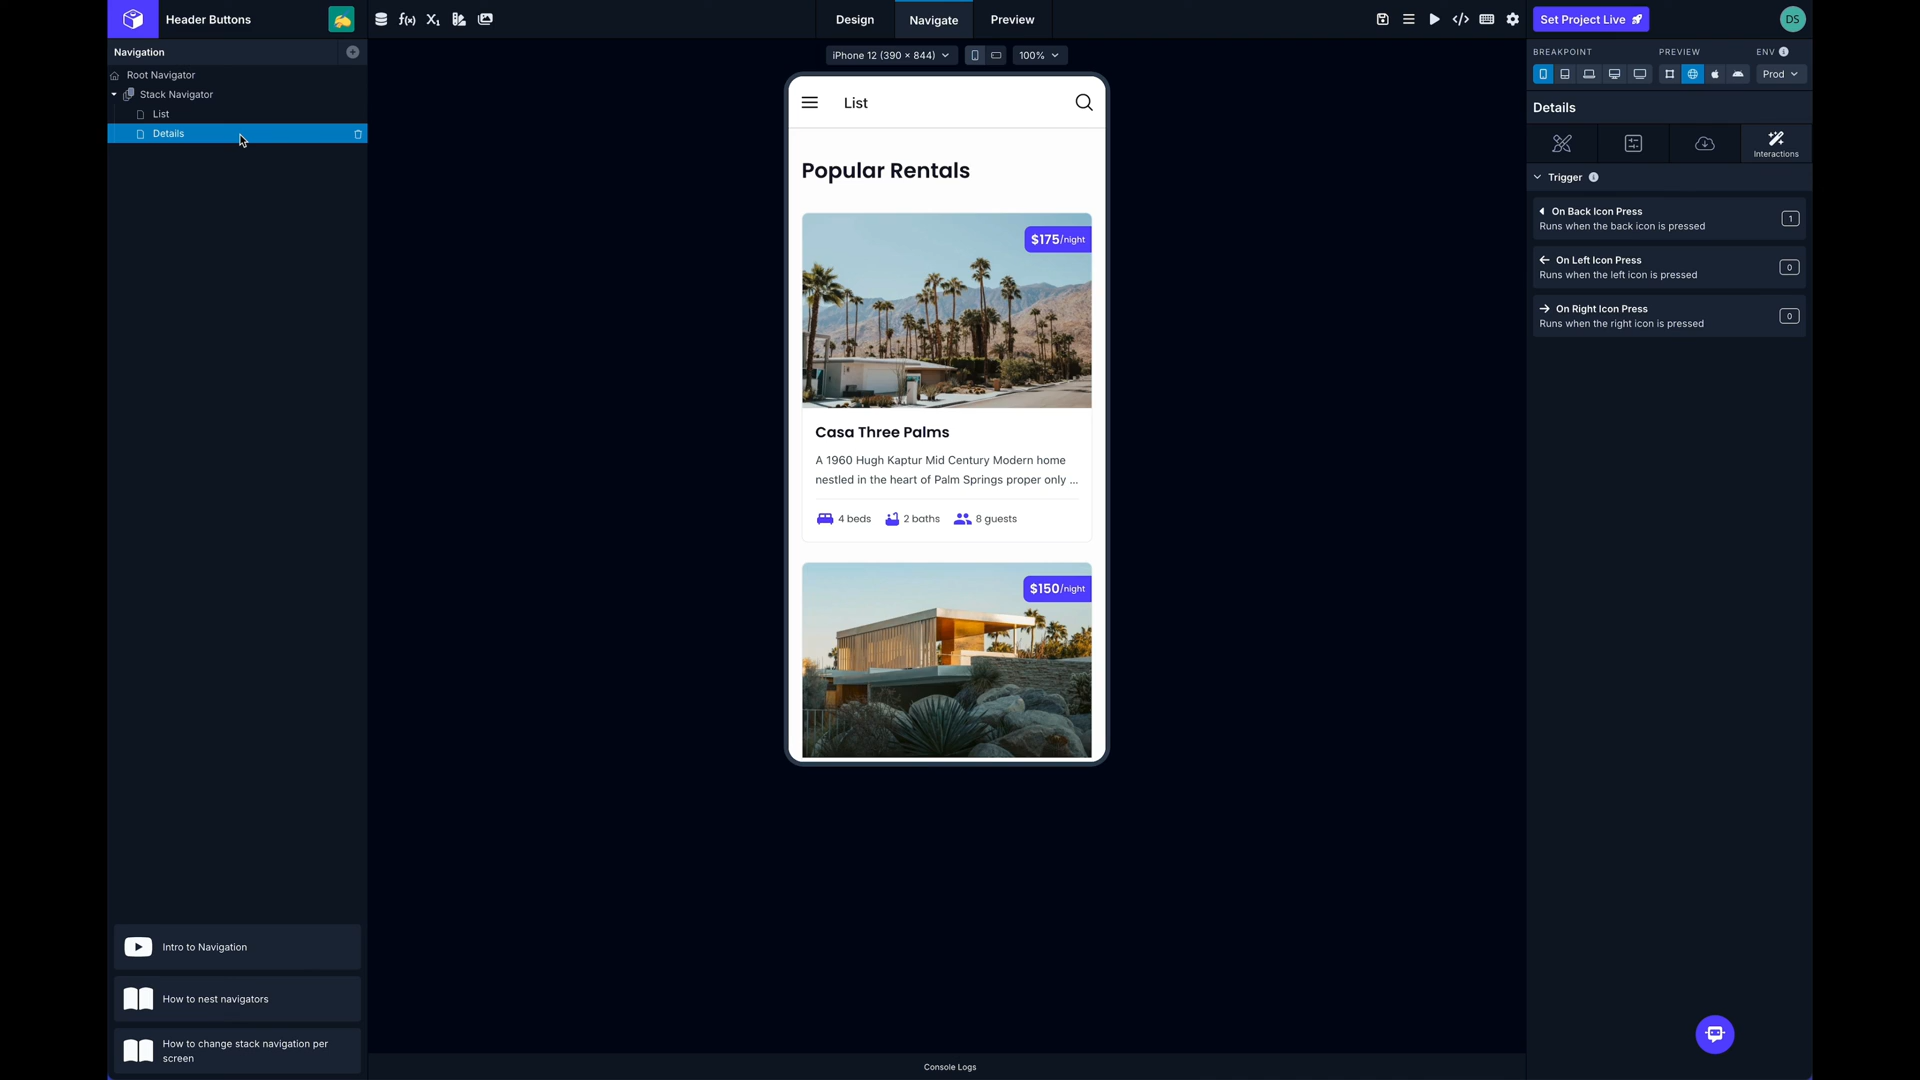 Header Buttons
f(x)
X₁
Design
Navigate
Preview
Set Project Live
DS
Navigation
Root Navigator
Stack Navigator
List
Details
iPhone 12 (390 × 844)
100%
List
Popular Rentals
$175/night
Casa Three Palms
A 1960 Hugh Kaptur Mid Century Modern home
nestled in the heart of Palm Springs proper only ...
4 beds
2 baths
8 guests
$150/night
BREAKPOINT
PREVIEW
ENV
Prod
Details
Interactions
Trigger
On Back Icon Press
Runs when the back icon is pressed
1
On Left Icon Press
Runs when the left icon is pressed
0
On Right Icon Press
Runs when the right icon is pressed
0
Intro to Navigation
How to nest navigators
How to change stack navigation per
screen
Console Logs